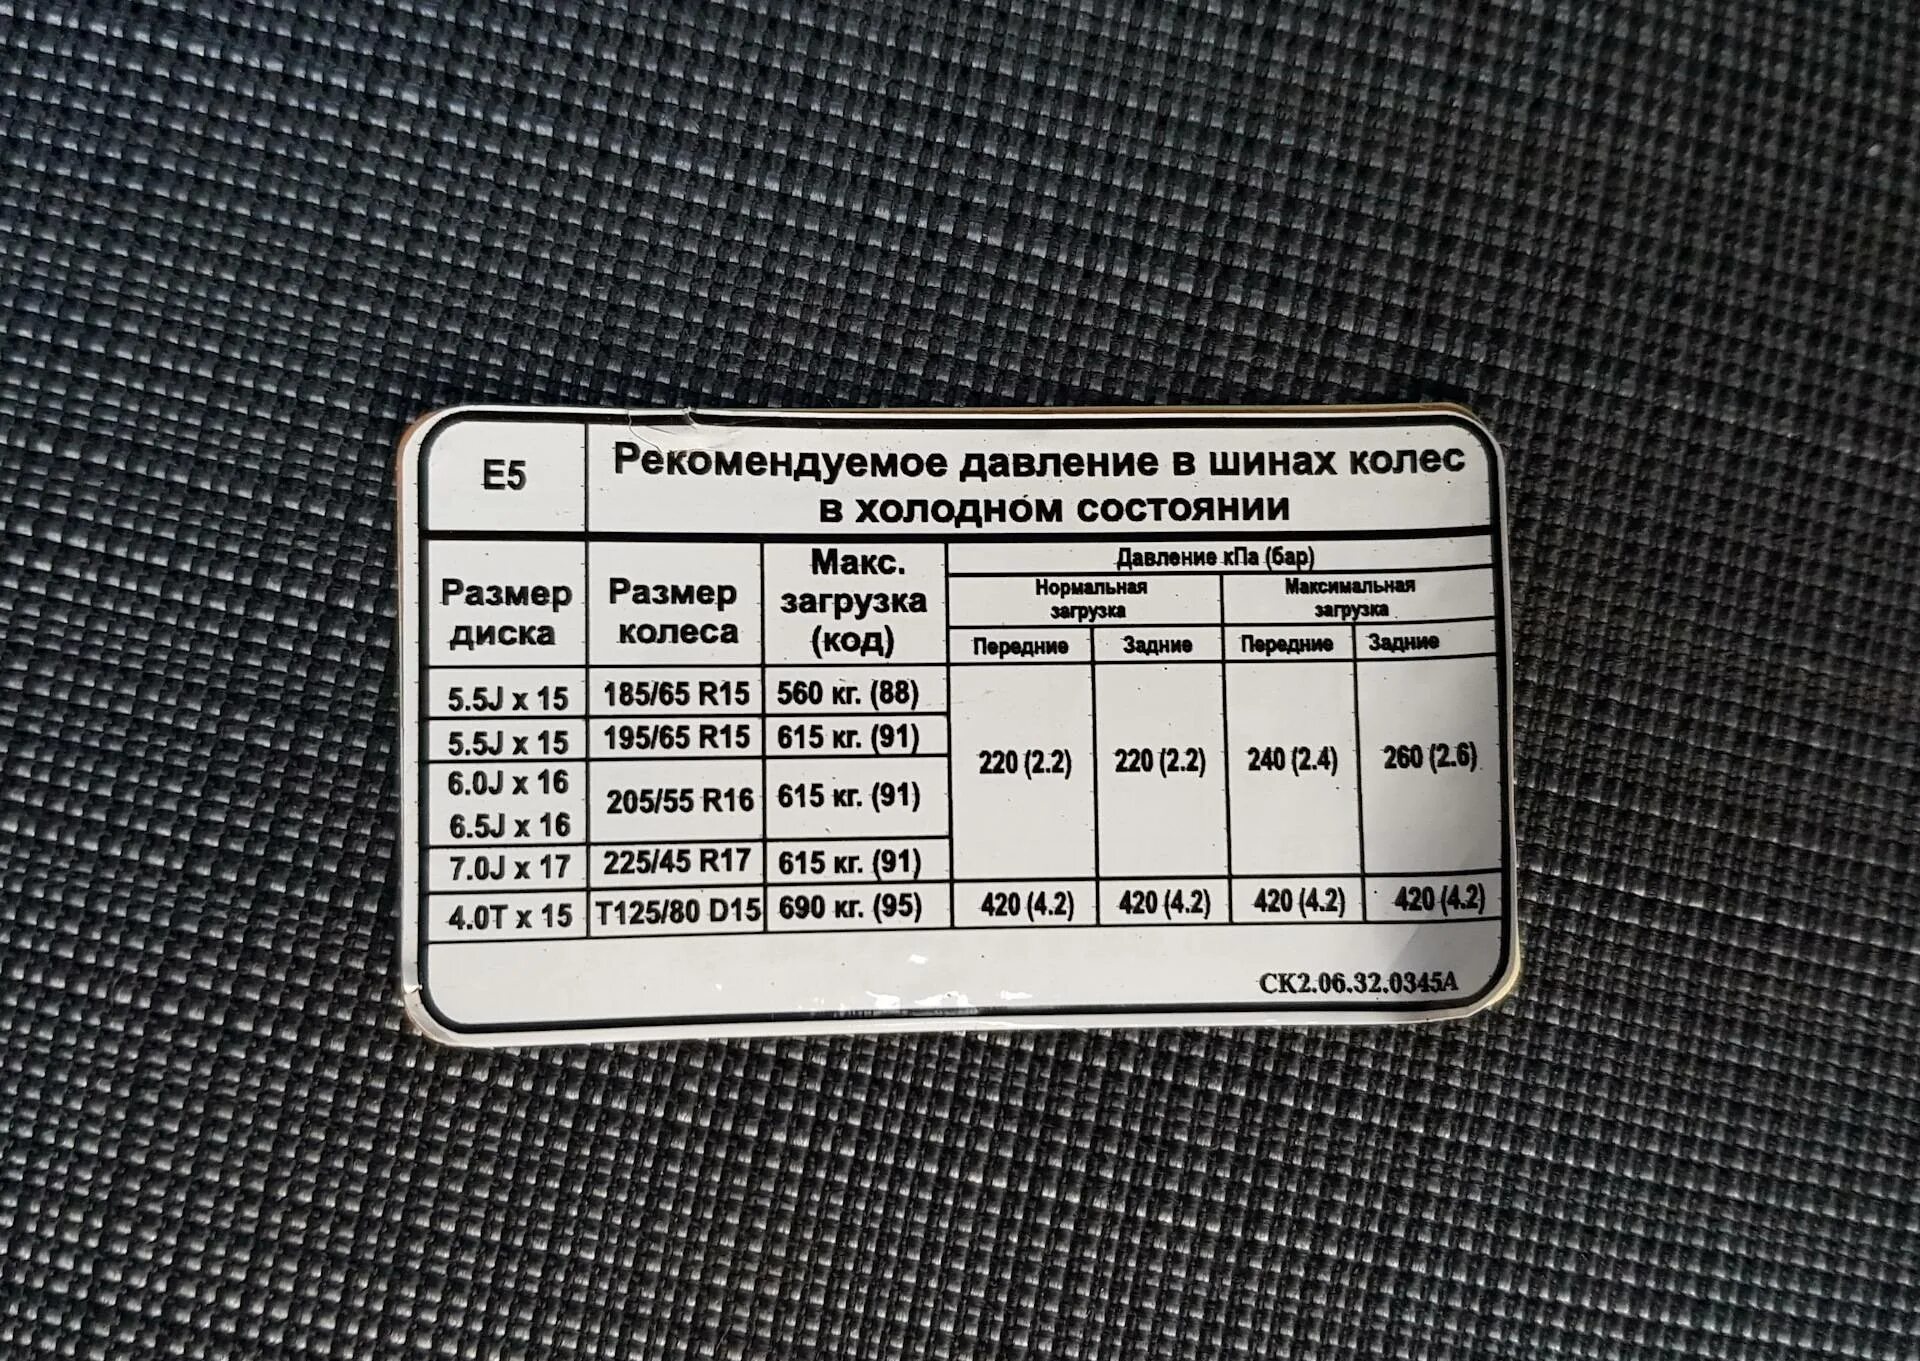 E5
Рекомендуемое давление в шинах колес
в холодном состоянии
Размер
диска
Размер
колеса
Макс.
загрузка
(код)
Давление кПа (бар)
Нормальная
загрузка
Максимальная
загрузка
Передние Задние Передние Задние
5.5J x 15 185/65 R15 560 кг. (88)
5.5J x 15 195/65 R15 615 кг. (91)
6.0J x 16
6.5J x 16
205/55 R16 615 кг. (91)
7.0J x 17 225/45 R17 615 кг. (91)
220 (2.2) 220 (2.2) 240 (2.4) 260 (2.6)
4.0T x 15 T125/80 D15 690 кг. (95) 420 (4.2) 420 (4.2) 420 (4.2) 420 (4.2)
CK2.06.32.0345A